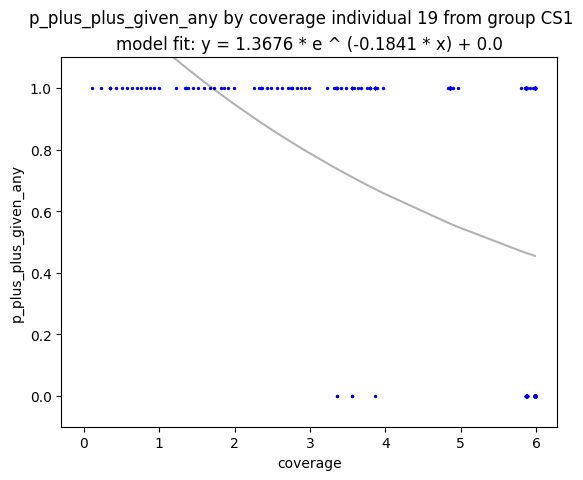 p_plus_plus_given_any by coverage individual 19 from group CS1
model fit: y = 1.3676 * e ^ (-0.1841 * x) + 0.0
p_plus_plus_given_any
1.0
0.8
0.6
0.4
0.2
0.0
0 1 2 3 4 5 6
coverage